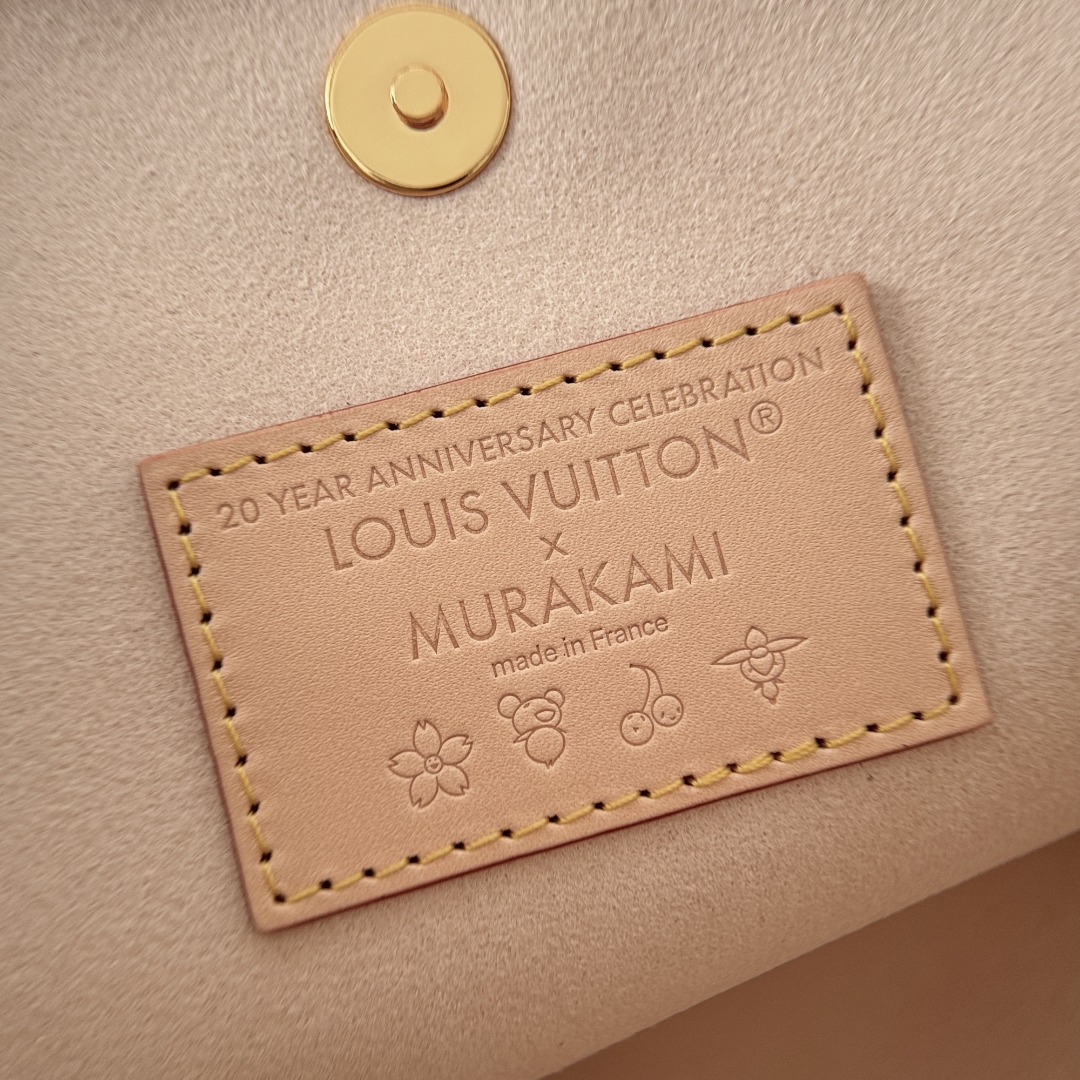 20 YEAR ANNIVERSARY CELEBRATION
LOUIS VUITTON®
x
MURAKAMI
made in France